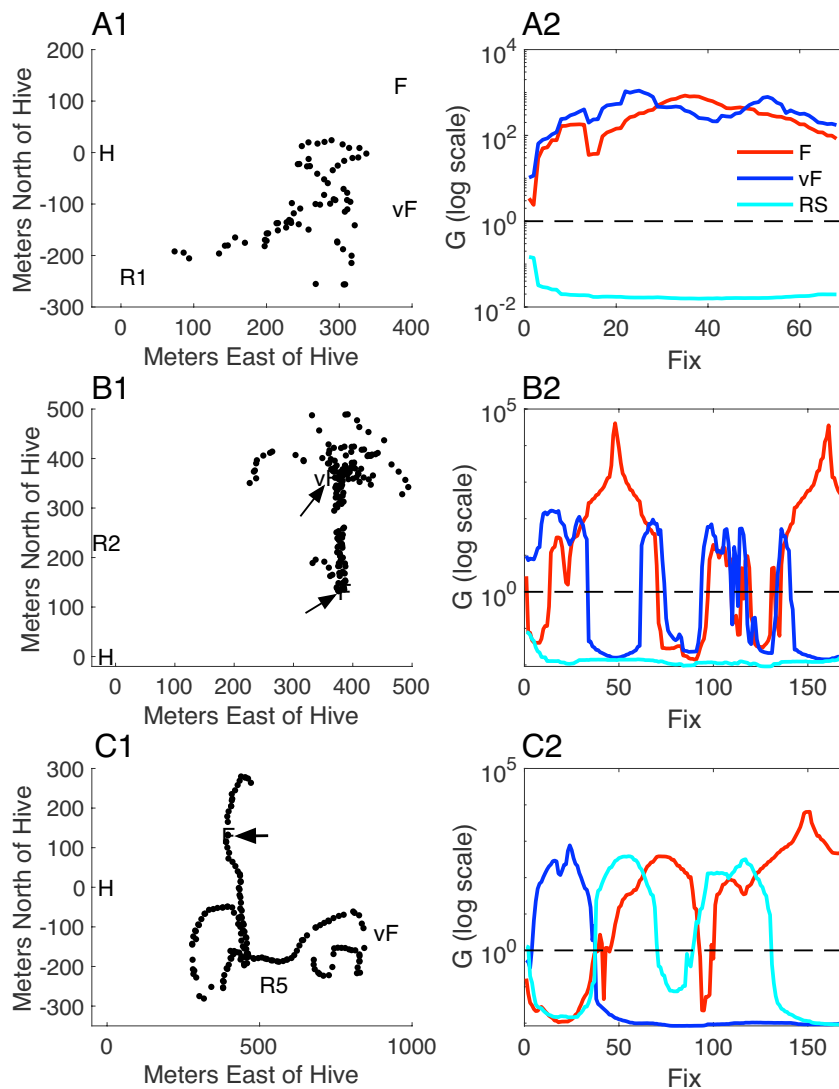 A1
Meters North of Hive
200
100
0
-100
-200
-300
H
F
vF
R1
0 100 200 300 400
Meters East of Hive
A2
G (log scale)
10^4
10^2
10^0
10^-2
F
vF
RS
20 40 60
Fix
B1
Meters North of Hive
500
400
300
200
100
0
vF
R2
F
H
0 100 200 300 400 500
Meters East of Hive
B2
G (log scale)
10^5
10^0
0 50 100 150
Fix
C1
Meters North of Hive
300
200
100
0
-100
-200
-300
F
H
vF
R5
0 500 1000
Meters East of Hive
C2
G (log scale)
10^5
10^0
0 50 100 150
Fix